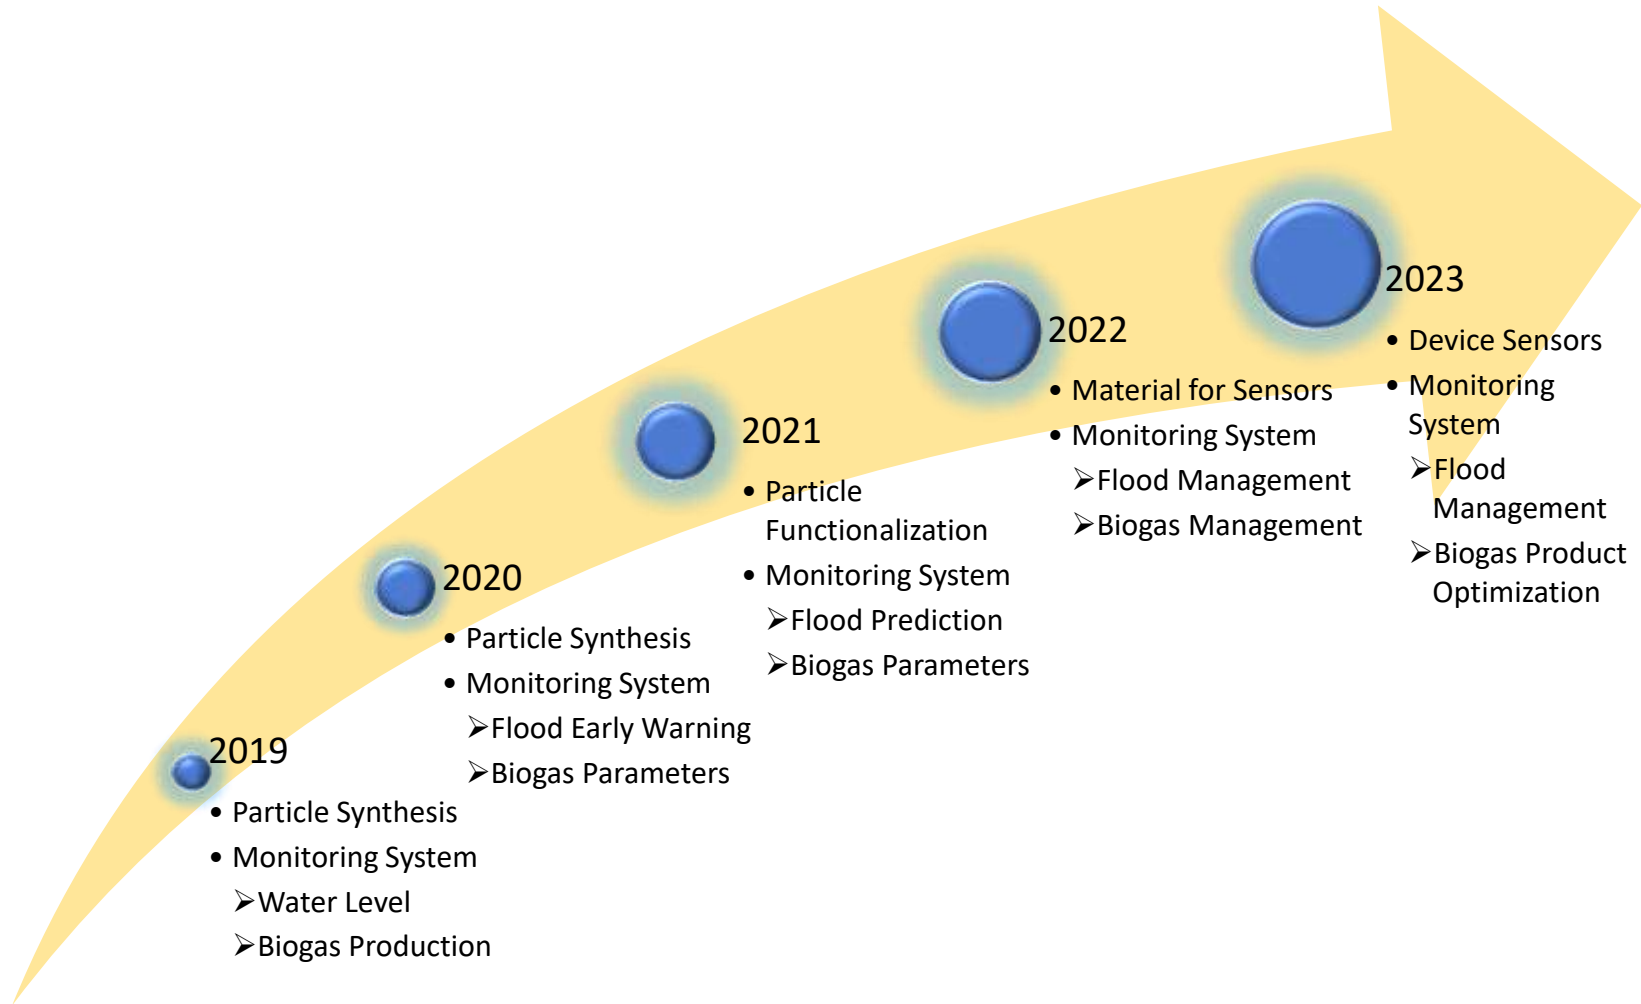 2019
• Particle Synthesis
• Monitoring System
➢Water Level
➢Biogas Production
2020
• Particle Synthesis
• Monitoring System
➢Flood Early Warning
➢Biogas Parameters
2021
• Particle
Functionalization
• Monitoring System
➢Flood Prediction
➢Biogas Parameters
2022
• Material for Sensors
• Monitoring System
➢Flood Management
➢Biogas Management
2023
• Device Sensors
• Monitoring
System
➢Flood
Management
➢Biogas Product
Optimization